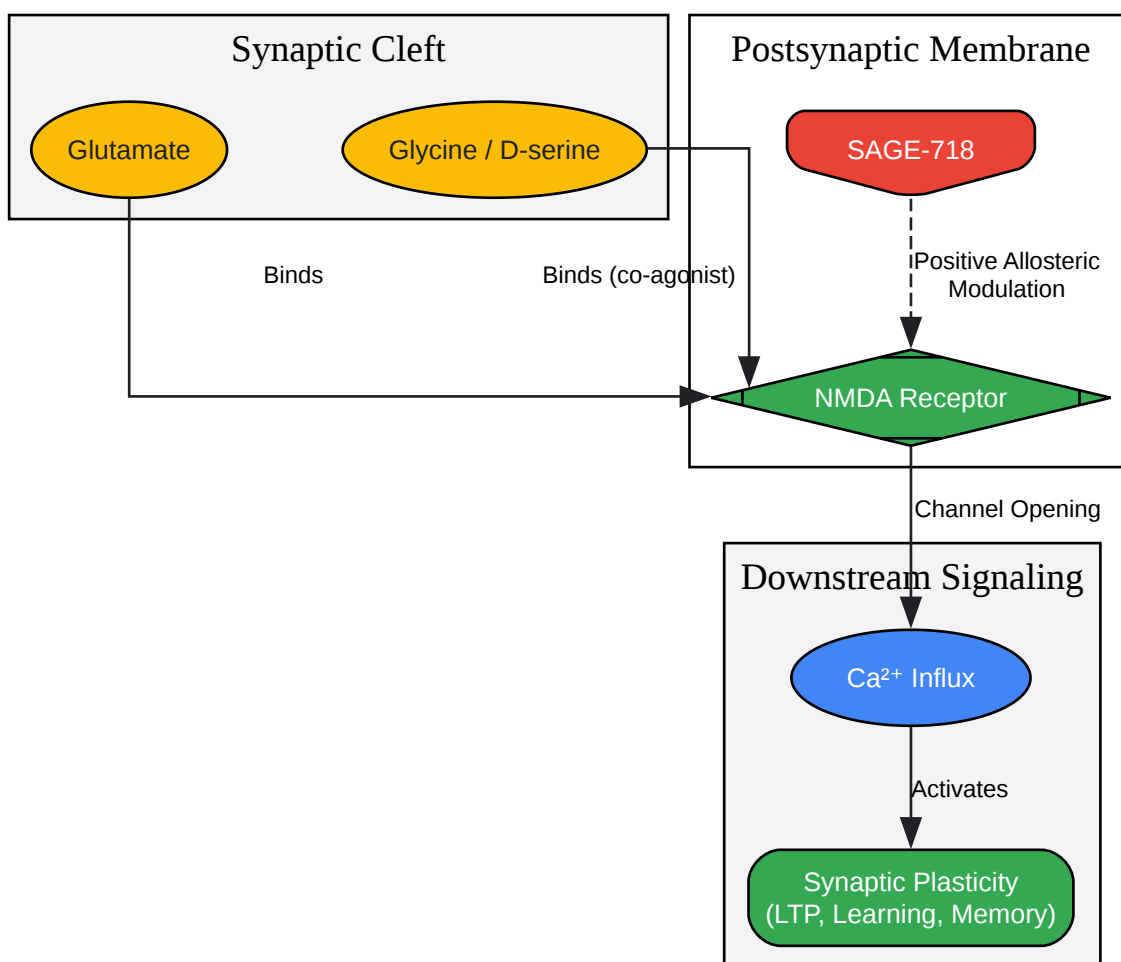 Synaptic Cleft
Postsynaptic Membrane
Glutamate
Glycine / D-serine
SAGE-718
Binds
Binds (co-agonist)
Positive Allosteric
Modulation
NMDA Receptor
Channel Opening
Downstream Signaling
Ca²⁺ Influx
Activates
Synaptic Plasticity
(LTP, Learning, Memory)